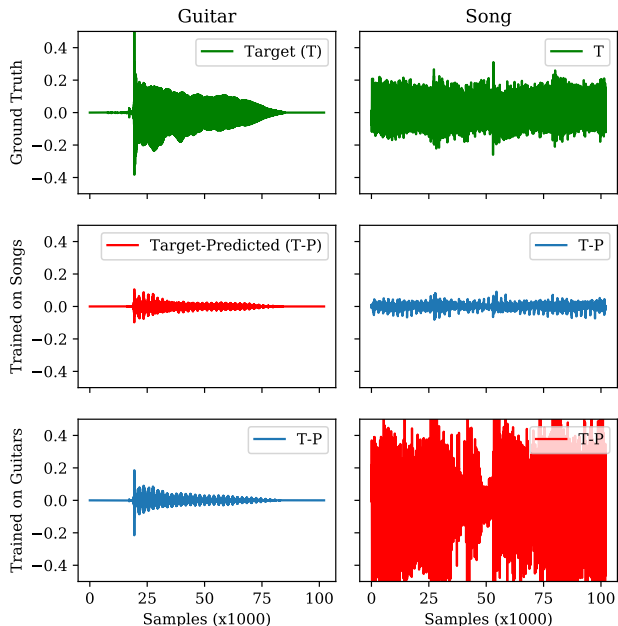 Guitar
Song
Ground Truth
0.4
0.2
0.0
−0.2
−0.4
Target (T)
T
Trained on Songs
0.4
0.2
0.0
−0.2
−0.4
Target-Predicted (T-P)
T-P
Trained on Guitars
0.4
0.2
0.0
−0.2
−0.4
T-P
T-P
0 25 50 75 100
0 25 50 75 100
Samples (x1000)
Samples (x1000)